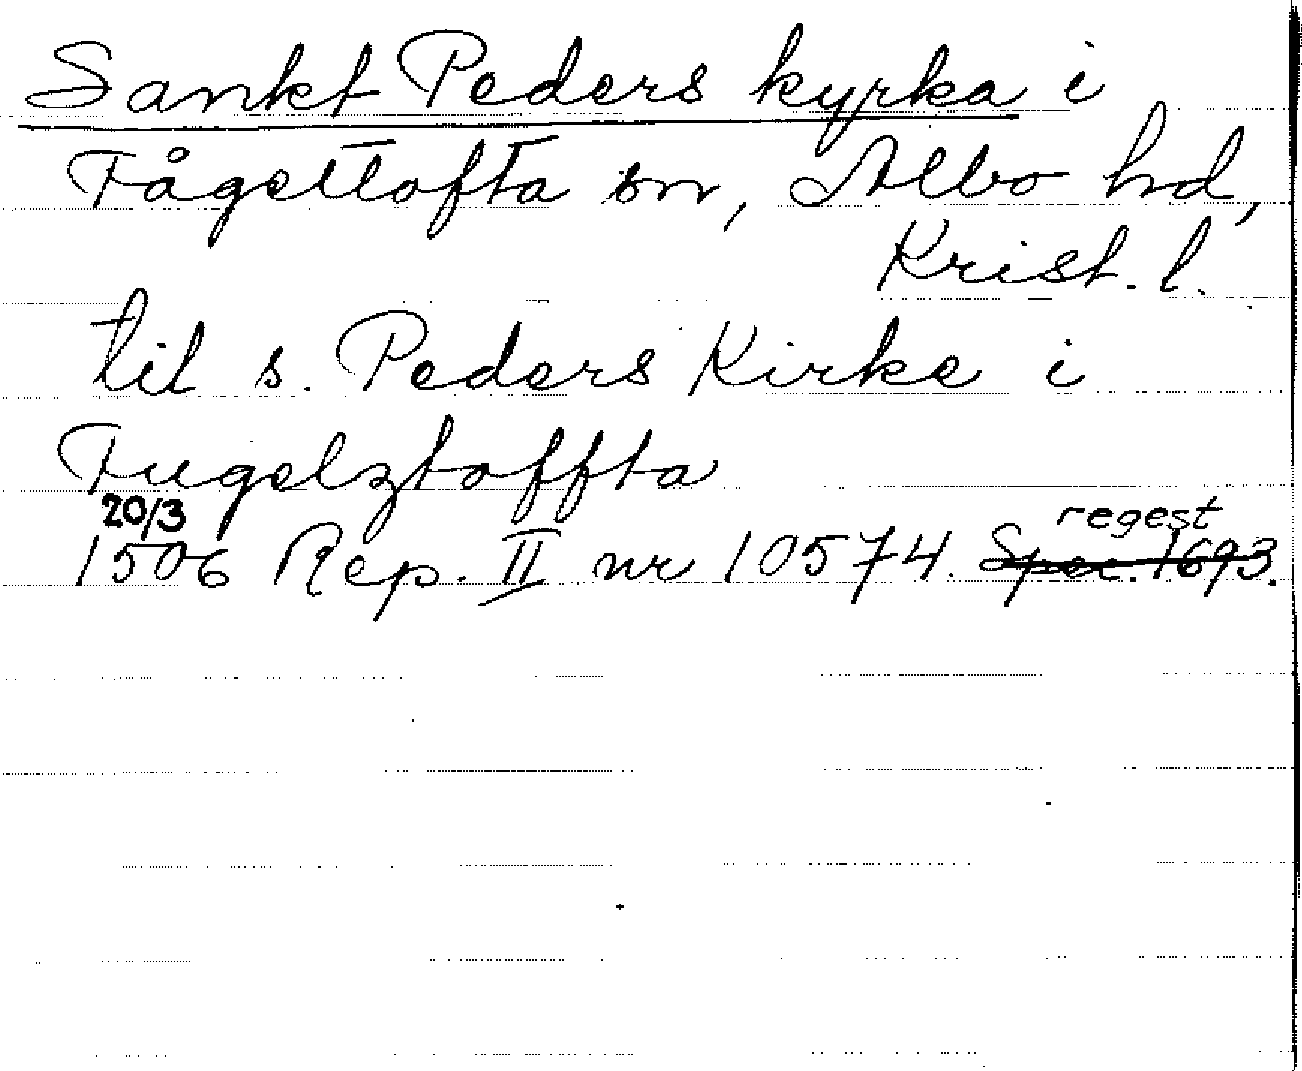 Sankt Peders kyrka i
Fågeltofta sn, Albo hd,
Krist. l.
til s. Peders Kirke i
Fugelztoffta
20/3 regest
1506 Rep. II nr 10574. Spec. 1693.